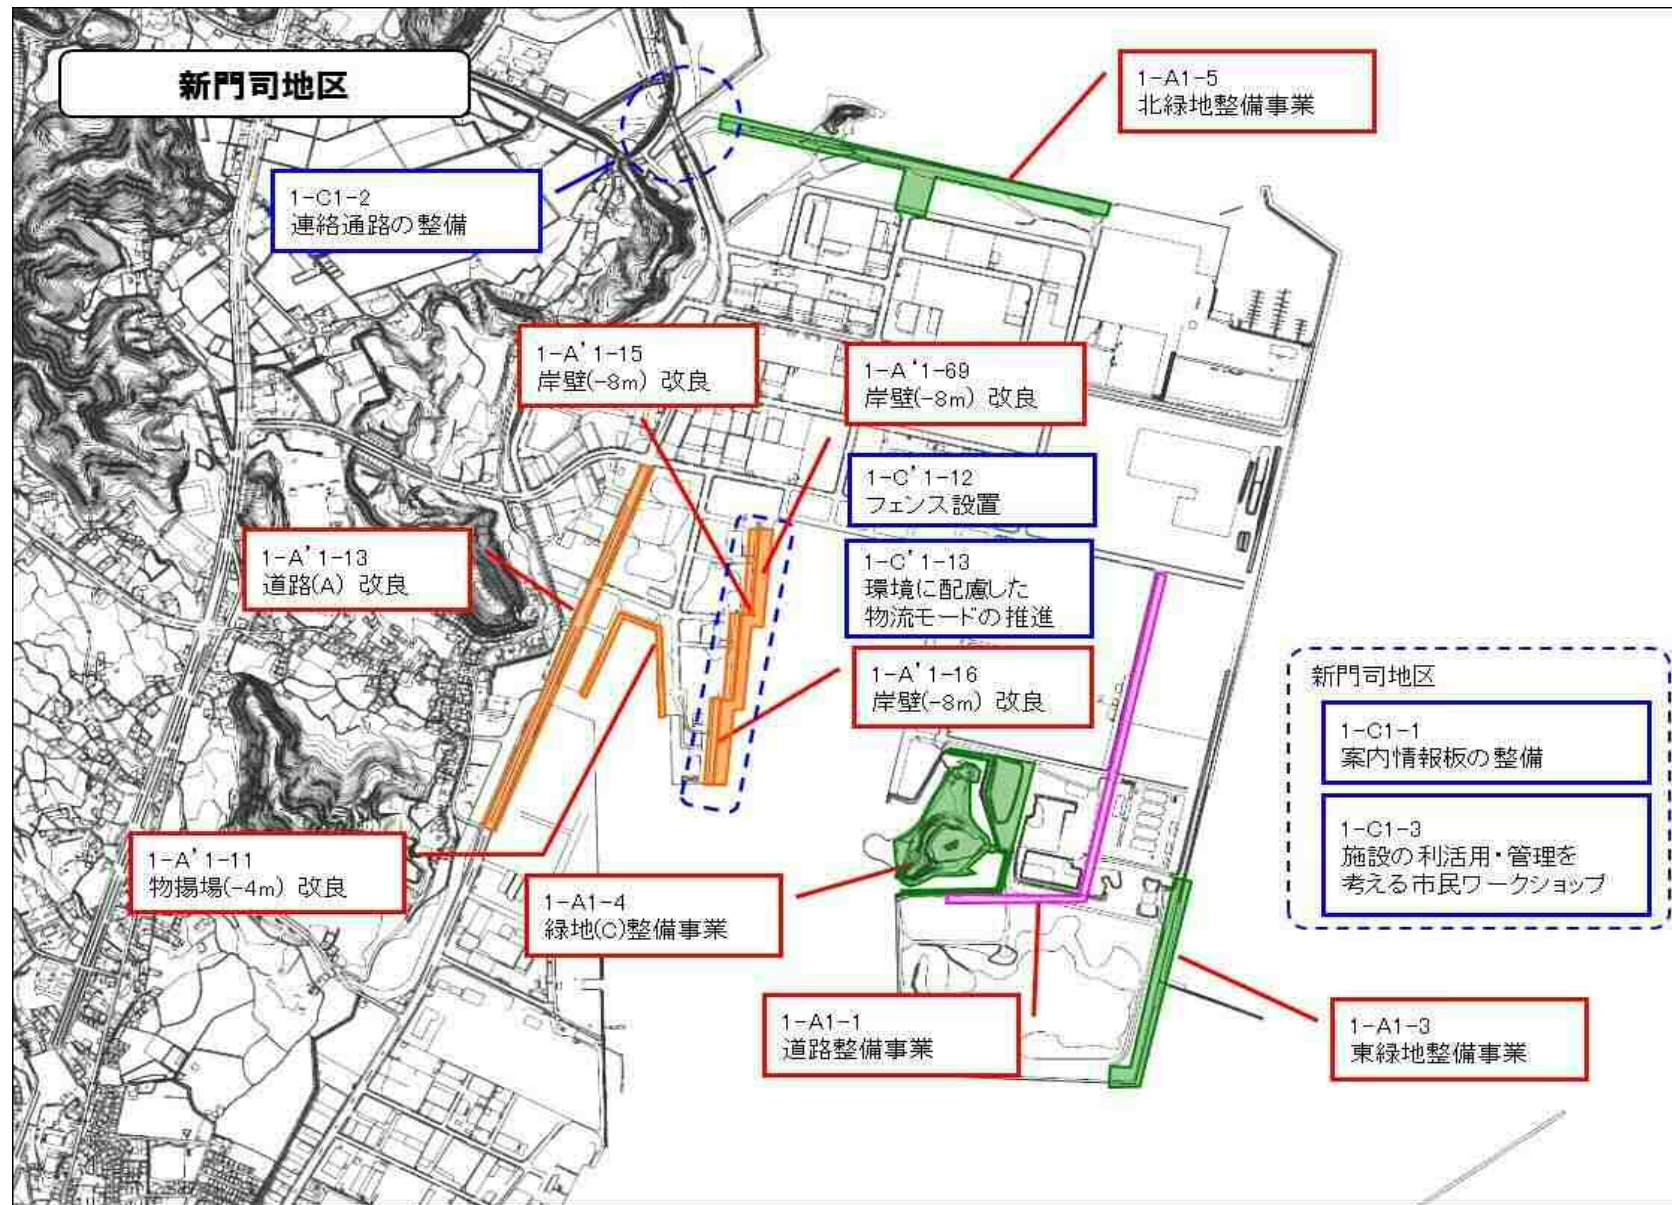 新門司地区
1-A1-5
北緑地整備事業
1-C1-2
連絡通路の整備
1-A'1-15
岸壁(-8m) 改良
1-A'1-69
岸壁(-8m) 改良
1-C'1-12
フェンス設置
1-A'1-13
道路(A) 改良
1-C'1-13
環境に配慮した
物流モードの推進
1-A'1-16
岸壁(-8m) 改良
新門司地区
1-C1-1
案内情報板の整備
1-C1-3
施設の利活用・管理を
考える市民ワークショップ
1-A'1-11
物揚場(-4m) 改良
1-A1-4
緑地(C)整備事業
1-A1-1
道路整備事業
1-A1-3
東緑地整備事業